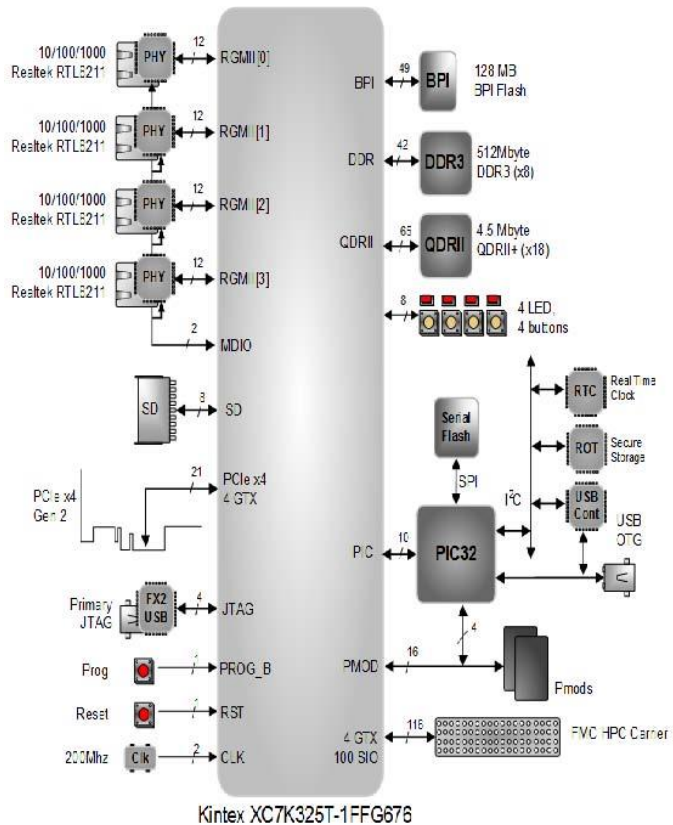 10/100/1000
Realtek RTL8211
PHY
12
RGMII[0]
10/100/1000
Realtek RTL8211
PHY
12
RGMII[1]
10/100/1000
Realtek RTL8211
PHY
12
RGMII[2]
10/100/1000
Realtek RTL8211
PHY
12
RGMII[3]
2
MDIO
SD
8
SD
PCIe x4
Gen 2
21
PCIe x4
4 GTX
Primary
JTAG
FX2
USB
4
JTAG
Prog
1
PROG_B
Reset
1
RST
200Mhz
Clk
2
CLK
BPI
49
BPI
128 MB
BPI Flash
DDR
42
DDR3
512Mbyte
DDR3 (x8)
QDRII
65
QDRII
4.5 Mbyte
QDRII+ (x18)
8
4 LED,
4 buttons
Serial
Flash
SPI
I²C
RTC
Real Time
Clock
ROT
Secure
Storage
USB
Cont
USB
OTG
PIC
10
PIC32
4
PMOD
16
Pmods
4 GTX
100 SIO
116
FMC HPC Carrier
Kintex XC7K325T-1FFG676